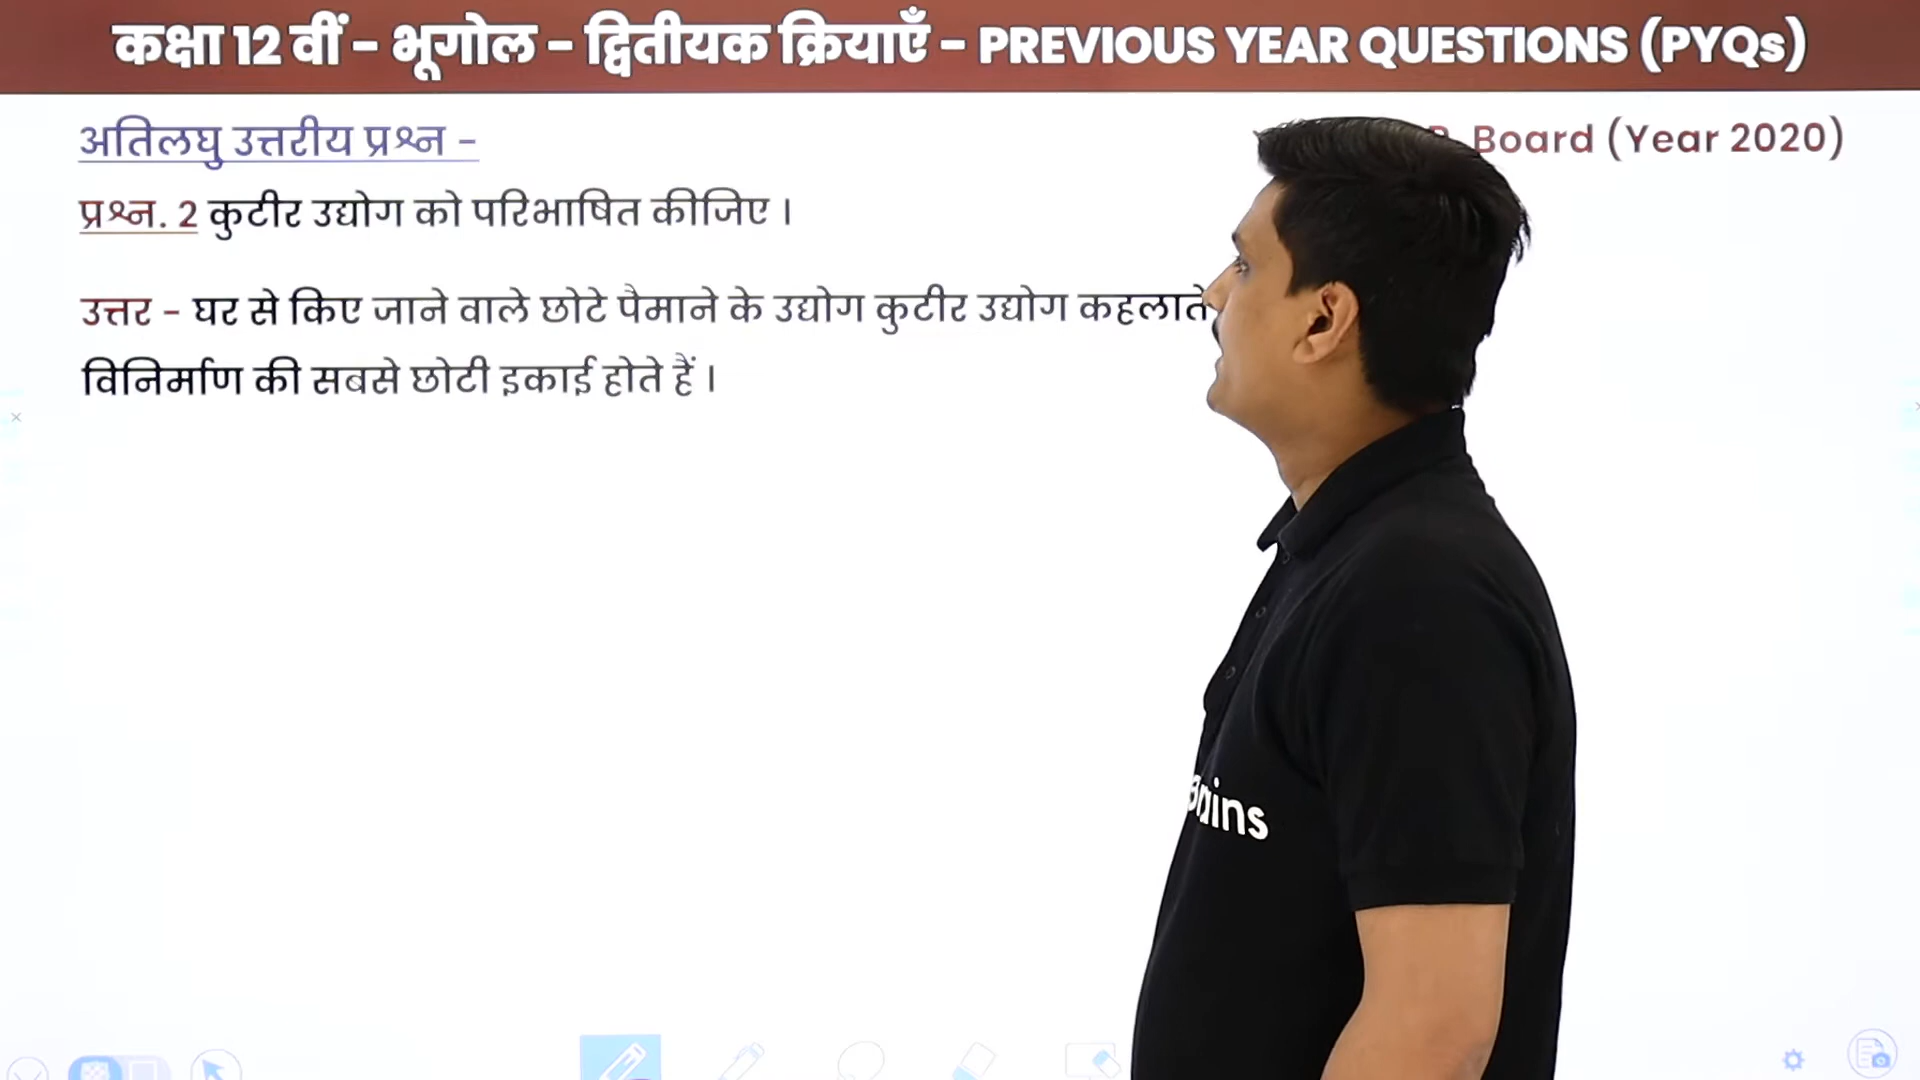 कक्षा 12 वीं - भूगोल - द्वितीयक क्रियाएँ - PREVIOUS YEAR QUESTIONS (PYQs)
अतिलघु उत्तरीय प्रश्न -
Board (Year 2020)
प्रश्न. 2 कुटीर उद्योग को परिभाषित कीजिए ।
उत्तर - घर से किए जाने वाले छोटे पैमाने के उद्योग कुटीर उद्योग कहलाते
विनिर्माण की सबसे छोटी इकाई होते हैं ।